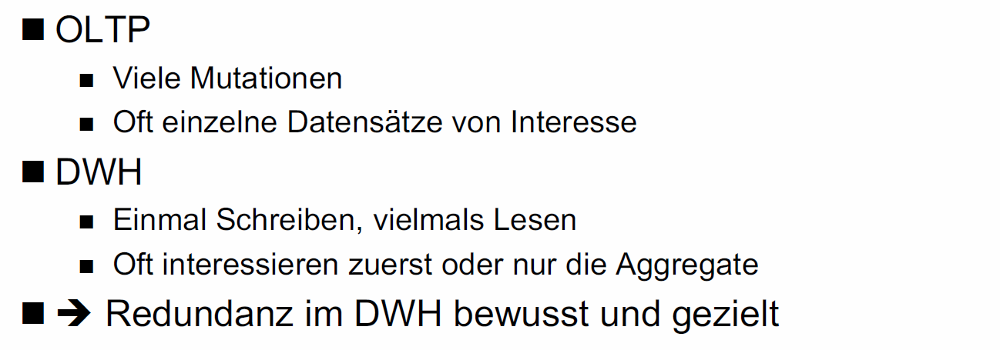 ■ OLTP
■ Viele Mutationen
■ Oft einzelne Datensätze von Interesse
■ DWH
■ Einmal Schreiben, vielmals Lesen
■ Oft interessieren zuerst oder nur die Aggregate
■ ➔ Redundanz im DWH bewusst und gezielt